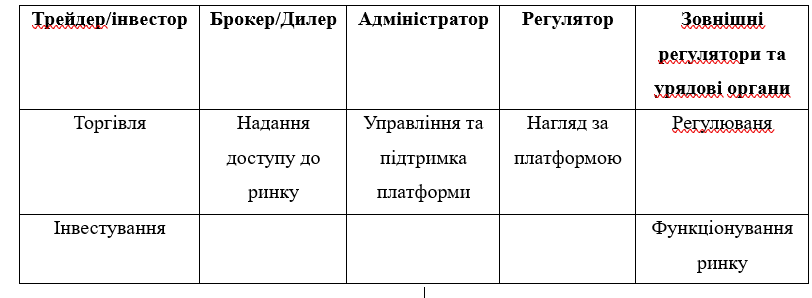 Трейдер/інвестор
Брокер/Дилер
Адміністратор
Регулятор
Зовнішні
регулятори та
урядові органи
Торгівля
Надання
доступу до
ринку
Управління та
підтримка
платформи
Нагляд за
платформою
Регулюваня
Інвестування
Функціонування
ринку